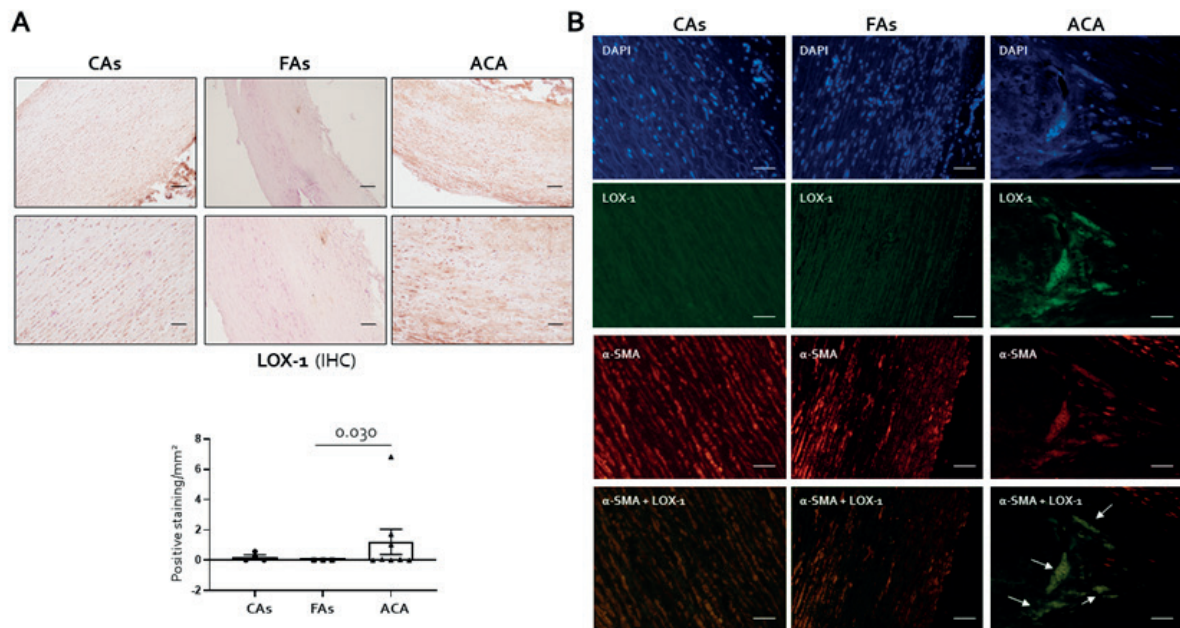 A
CAs FAs ACA
LOX-1 (IHC)
0.030
8
6
4
2
0
-2
Positive staining/mm²
CAs FAs ACA
B
CAs FAs ACA
DAPI DAPI DAPI
LOX-1 LOX-1 LOX-1
α-SMA α-SMA α-SMA
α-SMA + LOX-1 α-SMA + LOX-1 α-SMA + LOX-1